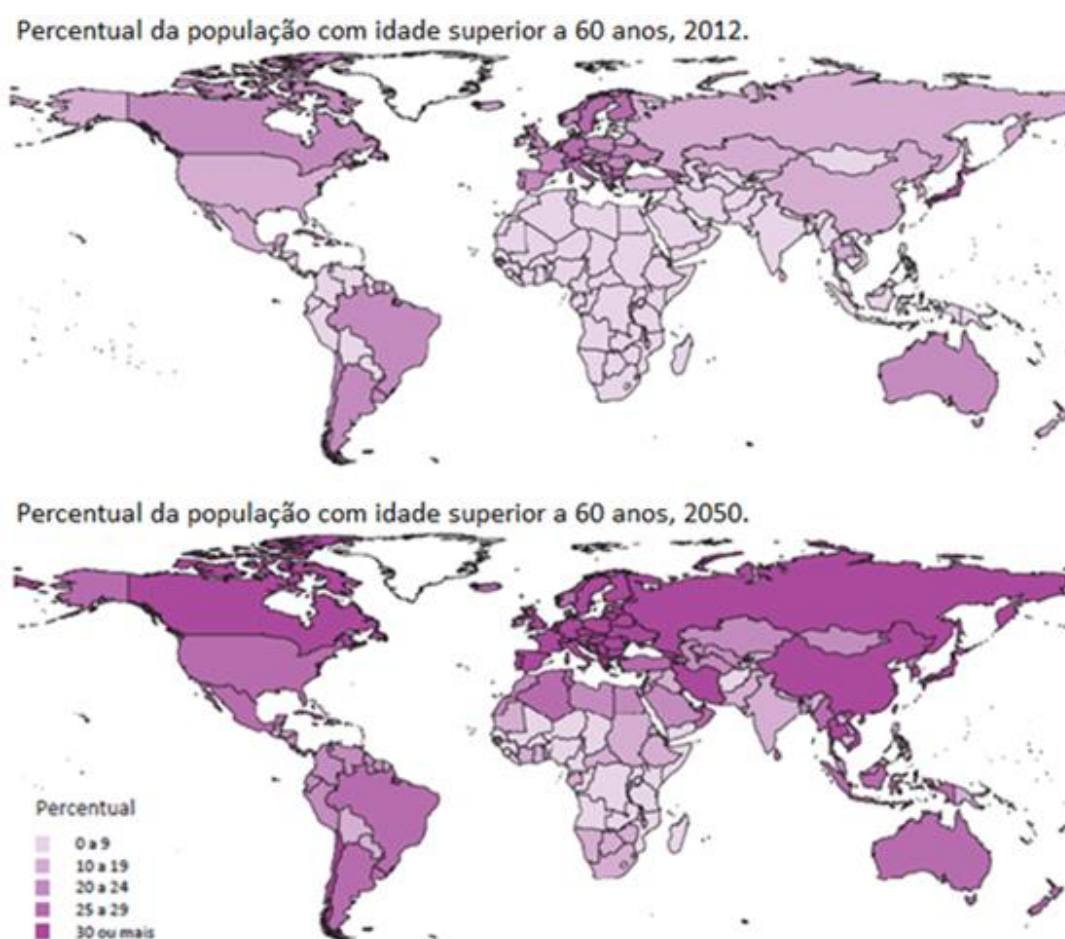 Percentual da população com idade superior a 60 anos, 2012.
Percentual da população com idade superior a 60 anos, 2050.
Percentual
0 a 9
10 a 19
20 a 24
25 a 29
30 ou mais